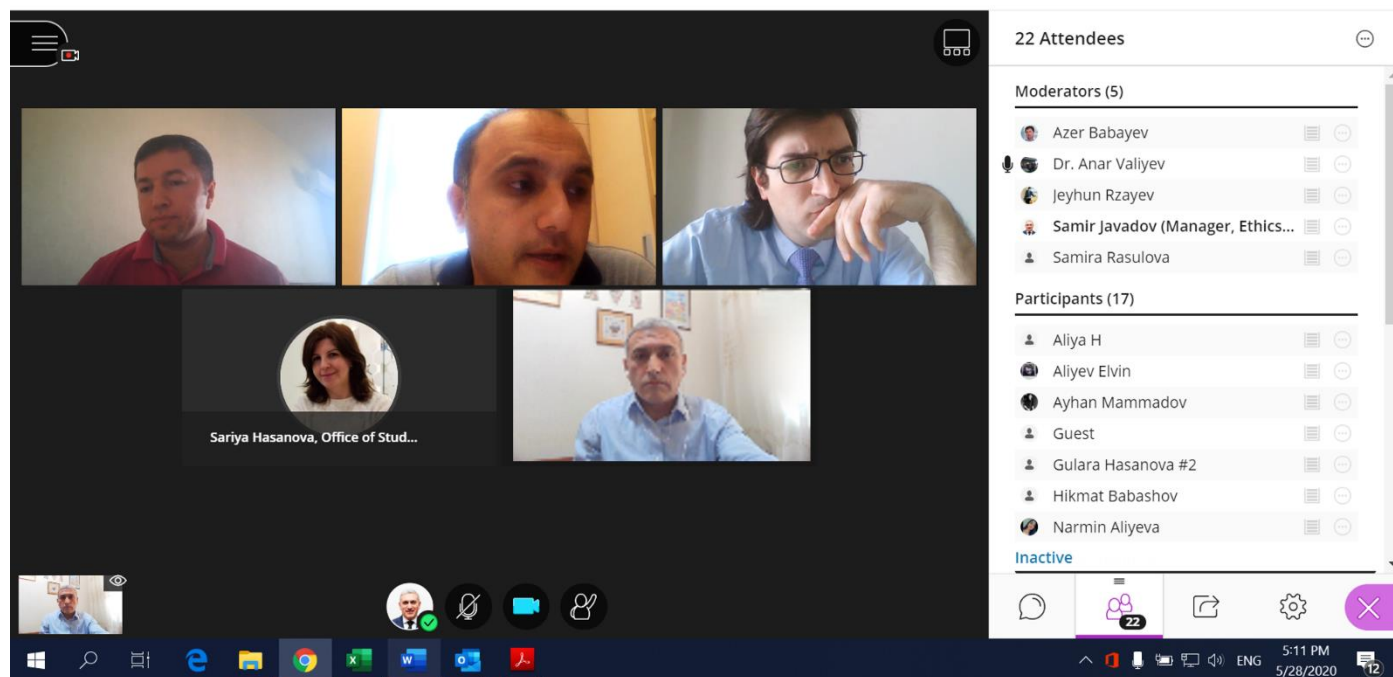 22 Attendees
Moderators (5)
Azer Babayev
Dr. Anar Valiyev
Jeyhun Rzayev
Samir Javadov (Manager, Ethics...
Samira Rasulova
Participants (17)
Aliya H
Aliyev Elvin
Ayhan Mammadov
Guest
Gulara Hasanova #2
Hikmat Babashov
Narmin Aliyeva
Inactive
Sariya Hasanova, Office of Stud...
22
ENG
5:11 PM
5/28/2020
12